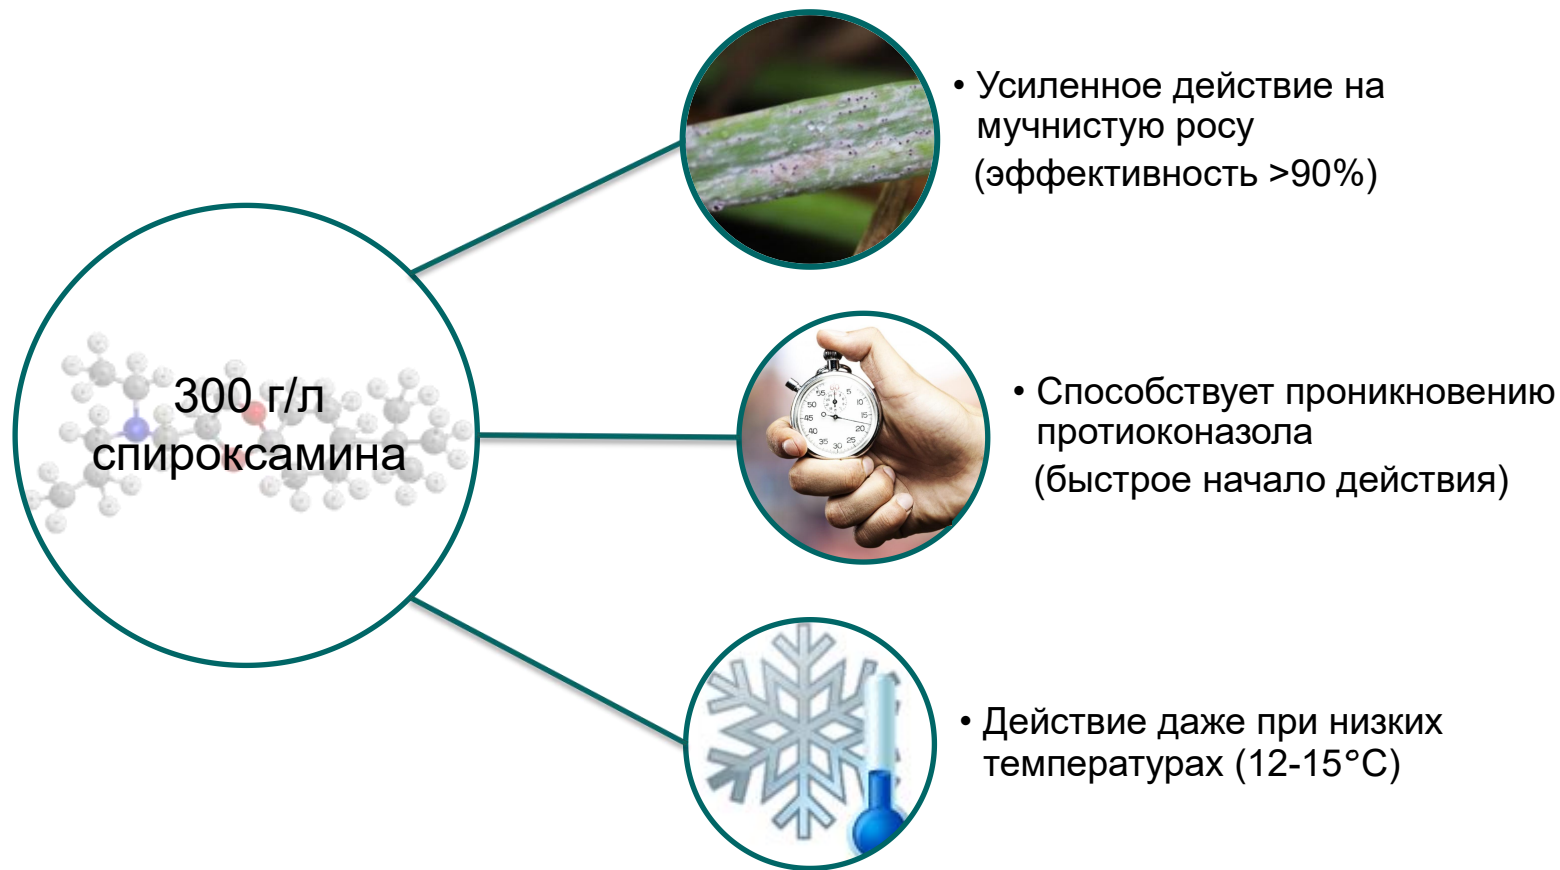 300 г/л
спироксамина
• Усиленное действие на
мучнистую росу
(эффективность >90%)
• Способствует проникновению
протиоконазола
(быстрое начало действия)
• Действие даже при низких
температурах (12-15°C)